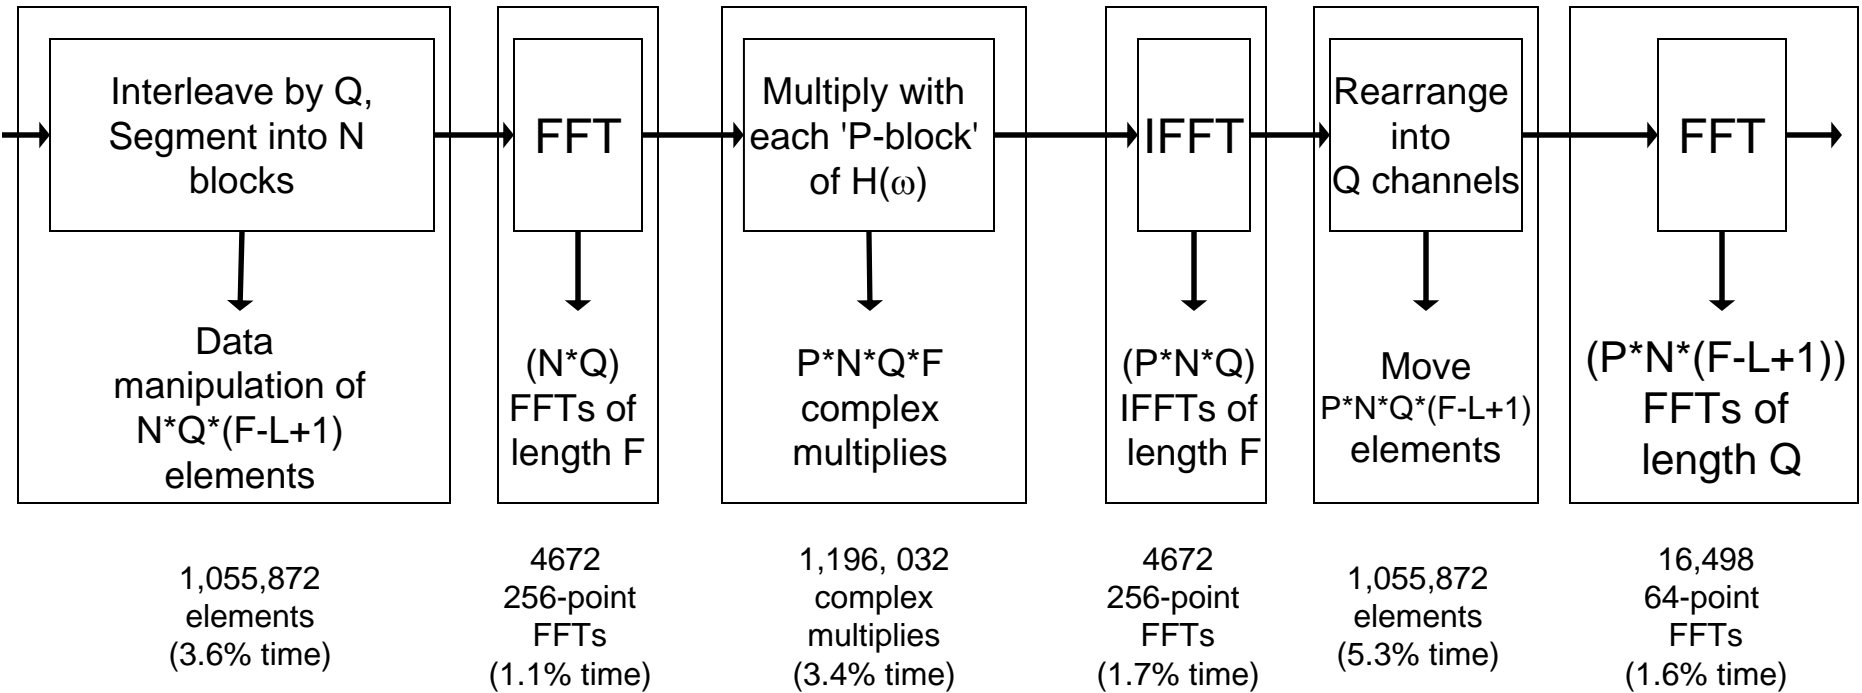 Interleave by Q,
Segment into N
blocks
FFT
Multiply with
each 'P-block'
of H(ω)
IFFT
Rearrange
into
Q channels
FFT
Data
manipulation of
N*Q*(F-L+1)
elements
(N*Q)
FFTs of
length F
P*N*Q*F
complex
multiplies
(P*N*Q)
IFFTs of
length F
Move
P*N*Q*(F-L+1)
elements
(P*N*(F-L+1))
FFTs of
length Q
1,055,872
elements
(3.6% time)
4672
256-point
FFTs
(1.1% time)
1,196, 032
complex
multiplies
(3.4% time)
4672
256-point
FFTs
(1.7% time)
1,055,872
elements
(5.3% time)
16,498
64-point
FFTs
(1.6% time)